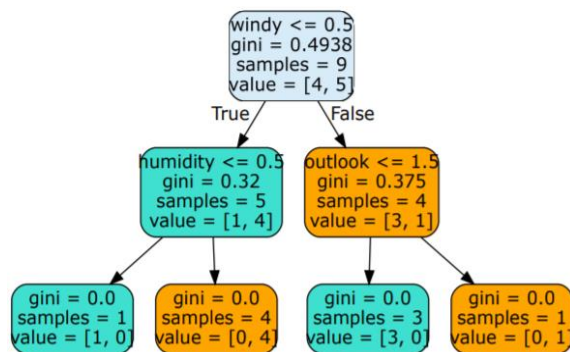 windy <= 0.5
gini = 0.4938
samples = 9
value = [4, 5]
True
False
humidity <= 0.5
gini = 0.32
samples = 5
value = [1, 4]
outlook <= 1.5
gini = 0.375
samples = 4
value = [3, 1]
gini = 0.0
samples = 1
value = [1, 0]
gini = 0.0
samples = 4
value = [0, 4]
gini = 0.0
samples = 3
value = [3, 0]
gini = 0.0
samples = 1
value = [0, 1]